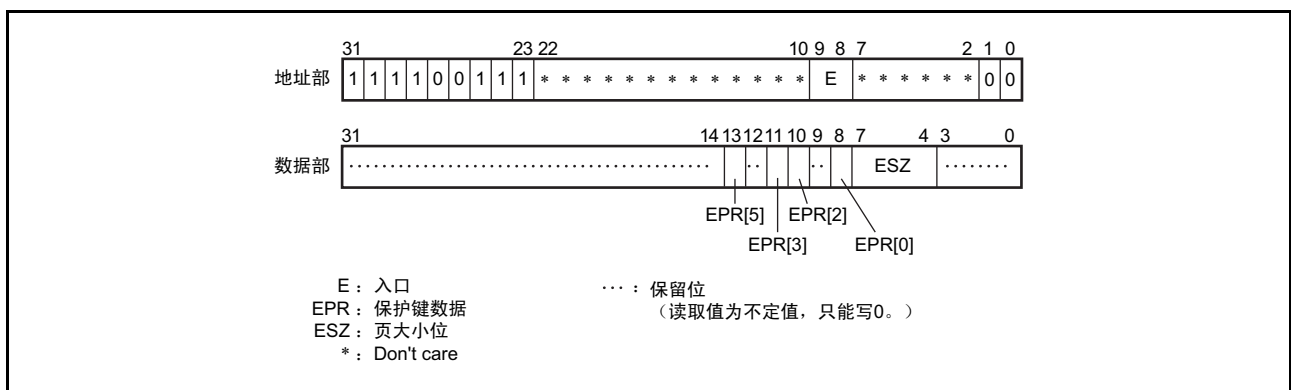 31 23 22 10 9 8 7 2 1 0
地址部 1 1 1 1 0 0 1 1 1 * * * * * * * * * * * * * E * * * * * * 0 0
31 14 13 12 11 10 9 8 7 4 3 0
数据部 ESZ
EPR[5] EPR[2]
EPR[3] EPR[0]
E：入口
EPR：保护键数据
ESZ：页大小位
*：Don't care
…：保留位
（读取值为不定值，只能写0。）